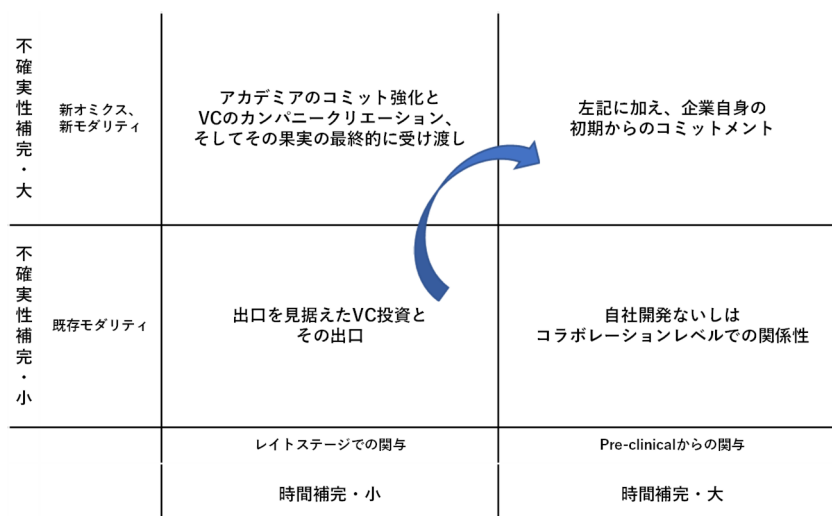 不確実性補完・大
新オミクス、
新モダリティ
アカデミアのコミット強化と
VCのカンパニークリエーション、
そしてその果実の最終的に受け渡し
左記に加え、企業自身の
初期からのコミットメント
不確実性補完・小
既存モダリティ
出口を見据えたVC投資と
その出口
自社開発ないしは
コラボレーションレベルでの関係性
レイトステージでの関与
Pre-clinicalからの関与
時間補完・小
時間補完・大